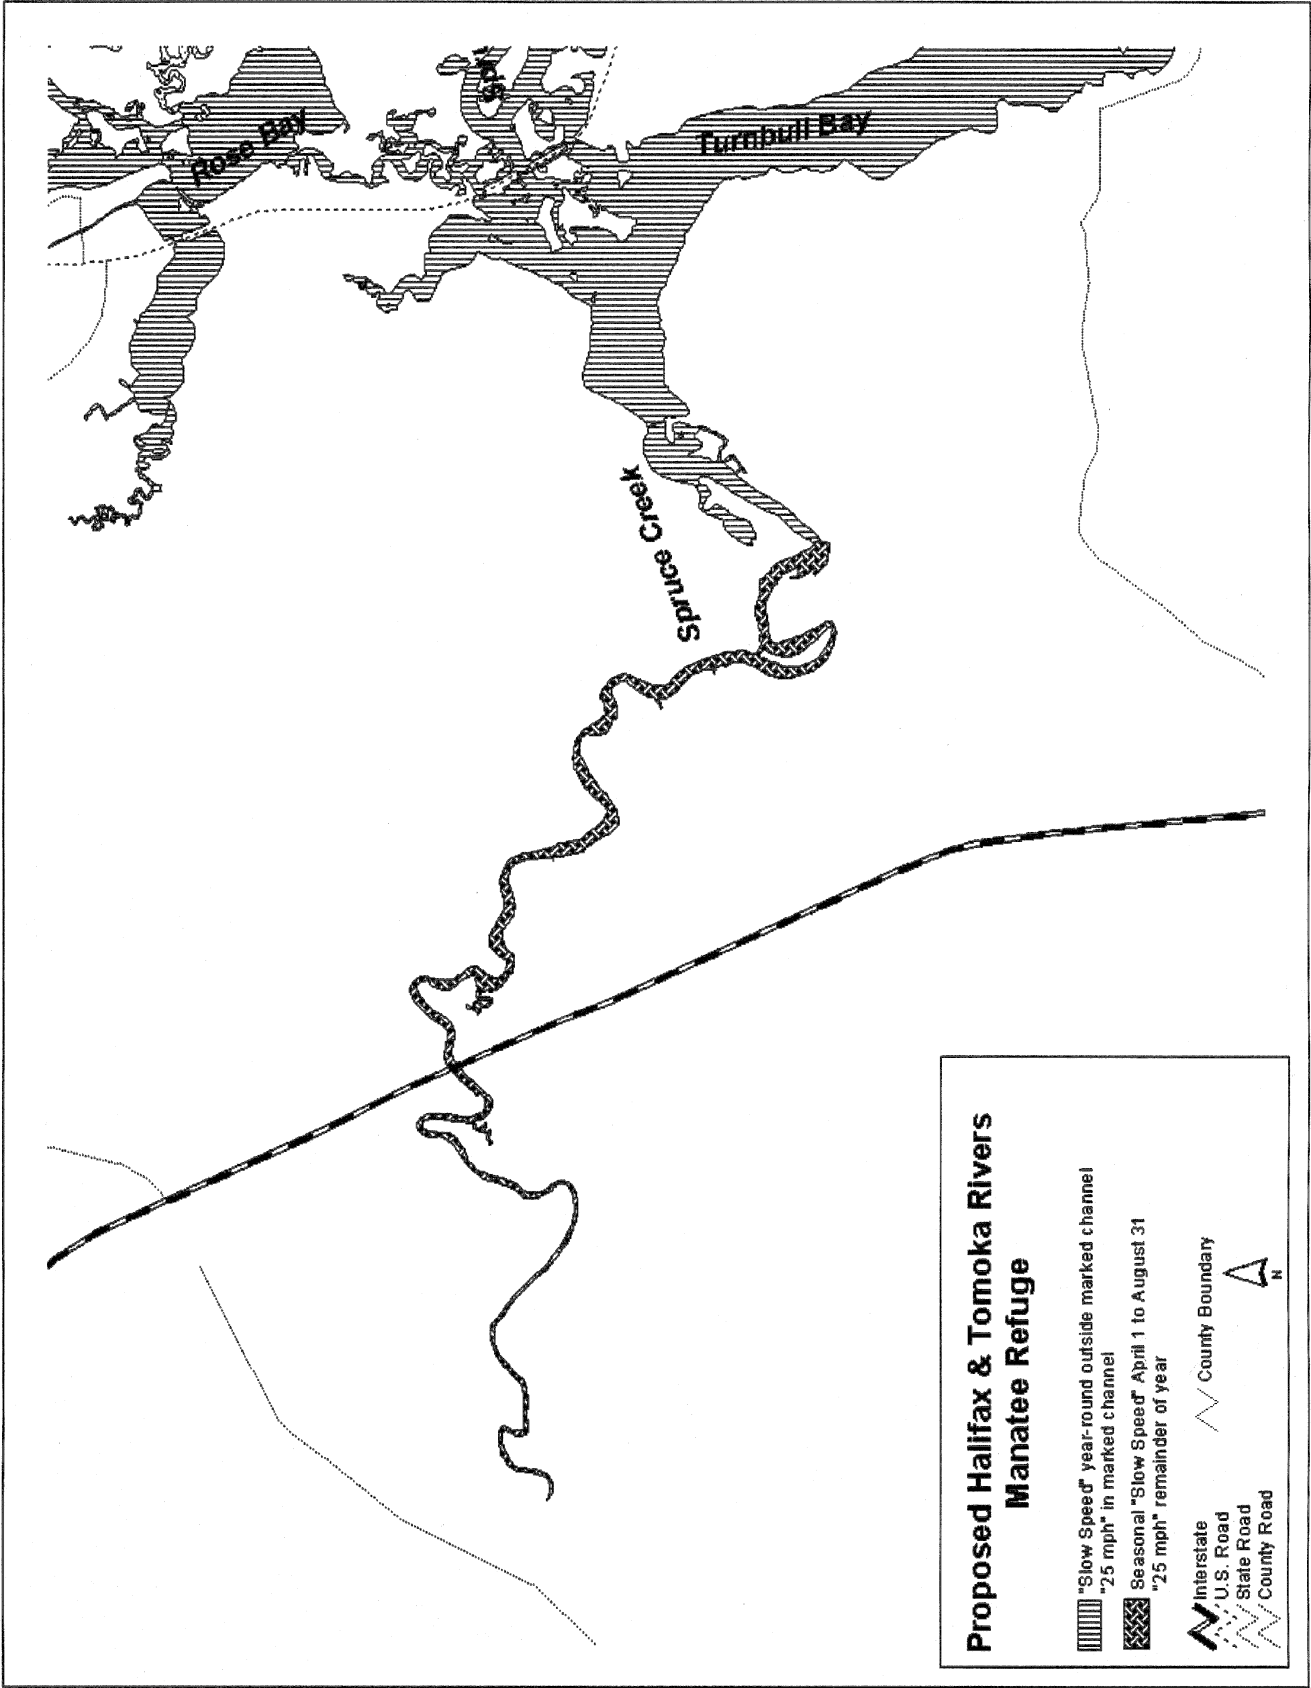 Rose Bay
Turnbull Bay
Spruce Creek
Proposed Halifax & Tomoka Rivers
Manatee Refuge
"Slow Speed" year-round outside marked channel
"25 mph" in marked channel
Seasonal "Slow Speed" April 1 to August 31
"25 mph" remainder of year
Interstate
U.S. Road
State Road
County Road
County Boundary
N